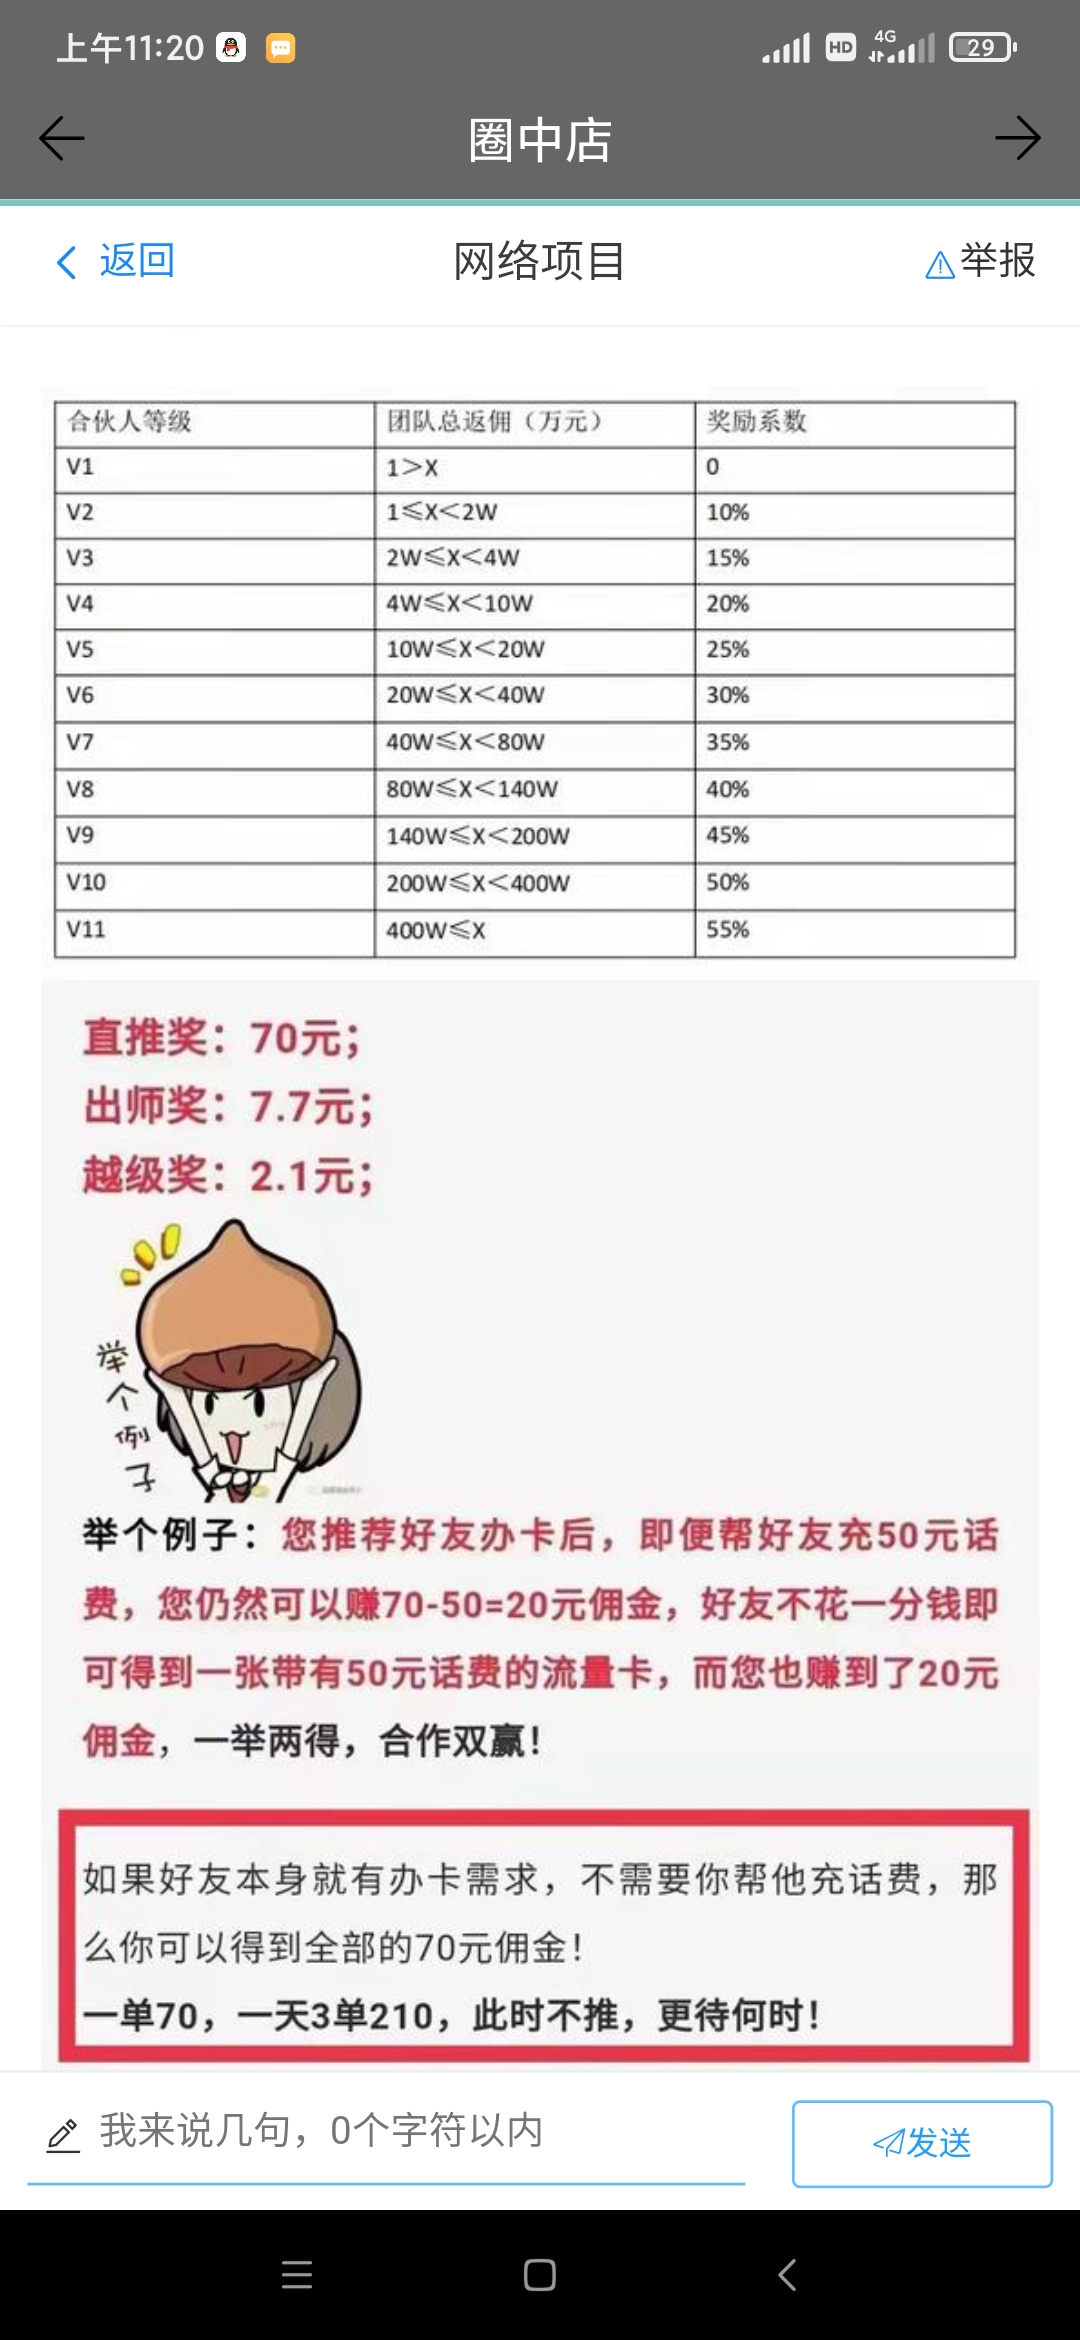 上午11:20
HD 4G 29
圈中店
返回 网络项目 举报
合伙人等级 团队总返佣（万元） 奖励系数
V1 1>X 0
V2 1≤X<2W 10%
V3 2W≤X<4W 15%
V4 4W≤X<10W 20%
V5 10W≤X<20W 25%
V6 20W≤X<40W 30%
V7 40W≤X<80W 35%
V8 80W≤X<140W 40%
V9 140W≤X<200W 45%
V10 200W≤X<400W 50%
V11 400W≤X 55%
直推奖：70元；
出师奖：7.7元；
越级奖：2.1元；
举个例子
举个例子：您推荐好友办卡后，即便帮好友充50元话
费，您仍然可以赚70-50=20元佣金，好友不花一分钱即
可得到一张带有50元话费的流量卡，而您也赚到了20元
佣金，一举两得，合作双赢！
如果好友本身就有办卡需求，不需要你帮他充话费，那
么你可以得到全部的70元佣金！
一单70，一天3单210，此时不推，更待何时！
我来说几句，0个字符以内
发送